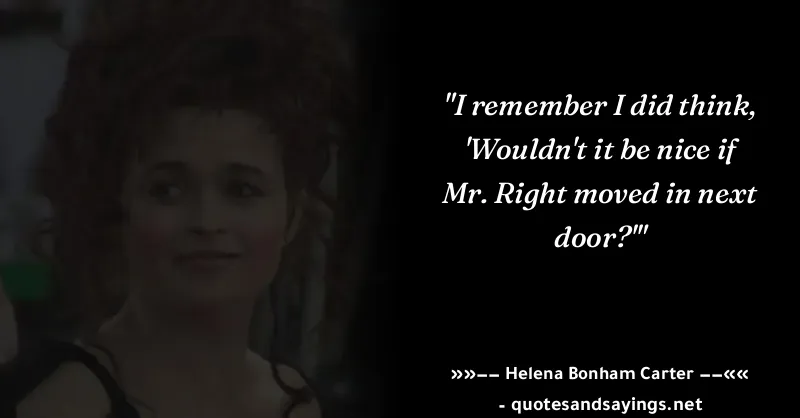 "I remember I did think,
'Wouldn't it be nice if
Mr. Right moved in next
door?'"
»»−− Helena Bonham Carter −−««
- quotesandsayings.net